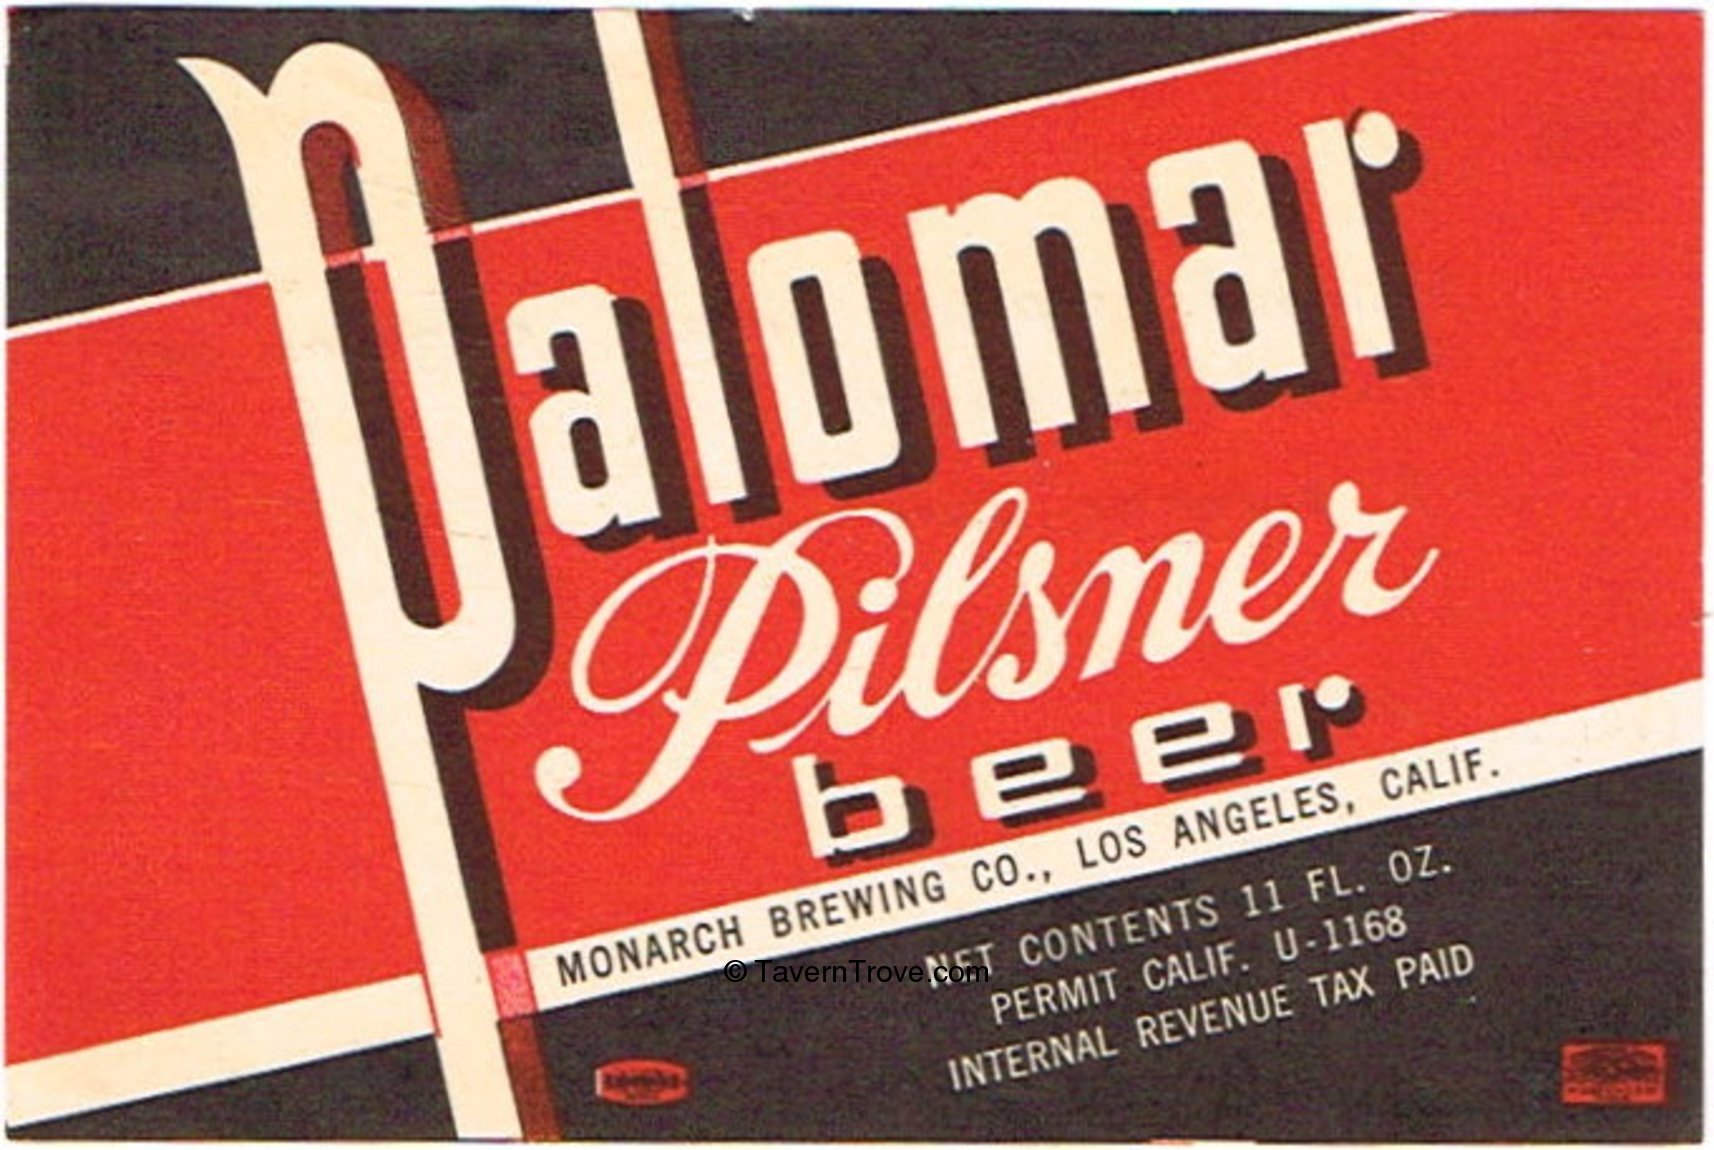 Palomar
Pilsner
beer
MONARCH BREWING CO., LOS ANGELES, CALIF.
NET CONTENTS 11 FL. OZ.
PERMIT CALIF. U-1168
INTERNAL REVENUE TAX PAID
© TavernTrove.com